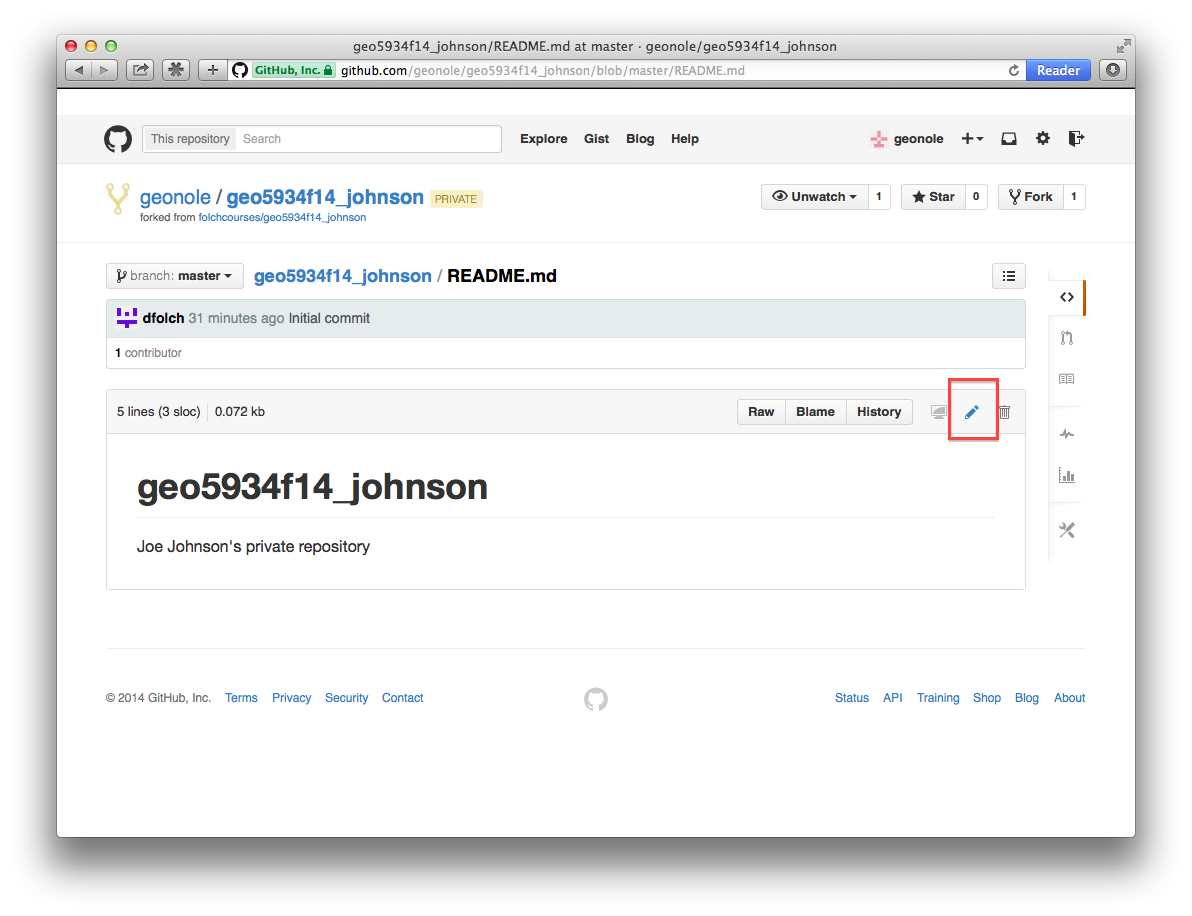 geo5934f14_johnson/README.md at master · geonole/geo5934f14_johnson
GitHub, Inc. github.com/geonole/geo5934f14_johnson/blob/master/README.md Reader
This repository Search Explore Gist Blog Help geonole
geonole / geo5934f14_johnson PRIVATE Unwatch 1 Star 0 Fork 1
forked from folchcourses/geo5934f14_johnson
branch: master geo5934f14_johnson / README.md
dfolch 31 minutes ago Initial commit
1 contributor
5 lines (3 sloc) 0.072 kb Raw Blame History
geo5934f14_johnson
Joe Johnson's private repository
© 2014 GitHub, Inc. Terms Privacy Security Contact Status API Training Shop Blog About